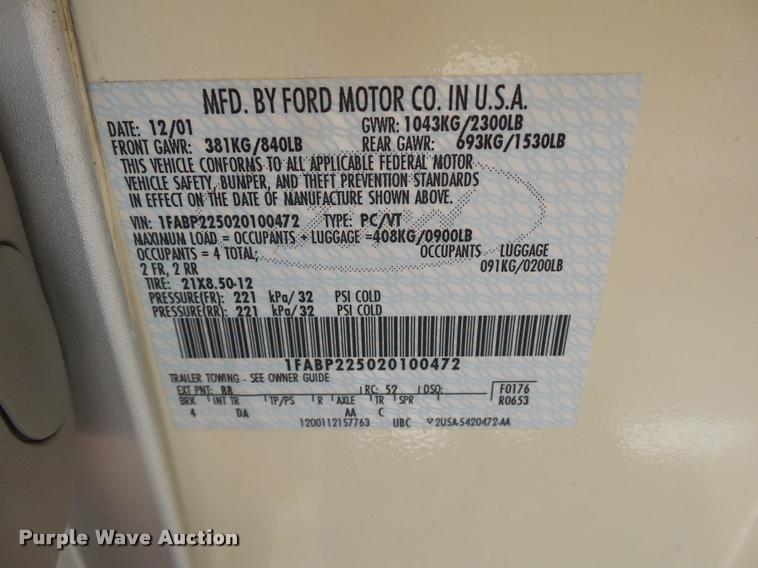 MFD. BY FORD MOTOR CO. IN U.S.A.
DATE: 12/01 GVWR: 1043KG/2300LB
FRONT GAWR: 381KG/840LB REAR GAWR: 693KG/1530LB
THIS VEHICLE CONFORMS TO ALL APPLICABLE FEDERAL MOTOR
VEHICLE SAFETY, BUMPER, AND THEFT PREVENTION STANDARDS
IN EFFECT ON THE DATE OF MANUFACTURE SHOWN ABOVE.
VIN: 1FABP225020100472 TYPE: PC/VT
MAXIMUM LOAD = OCCUPANTS + LUGGAGE =408KG/0900LB
OCCUPANTS = 4 TOTAL; OCCUPANTS LUGGAGE
2 FR, 2 RR 091KG/0200LB
TIRE: 21X8.50-12
PRESSURE(FR): 221 kPa/ 32 PSI COLD
PRESSURE(RR): 221 kPa/ 32 PSI COLD
1FABP225020100472
TRAILER TOWING - SEE OWNER GUIDE
EXT PNT: BB RC: 52 DSO: F0176
BRK INT TR TP/PS R AXLE TR SPR R0653
4 DA AA C
1200112157763 UBC 2USA-5420472-AA
Purple Wave Auction